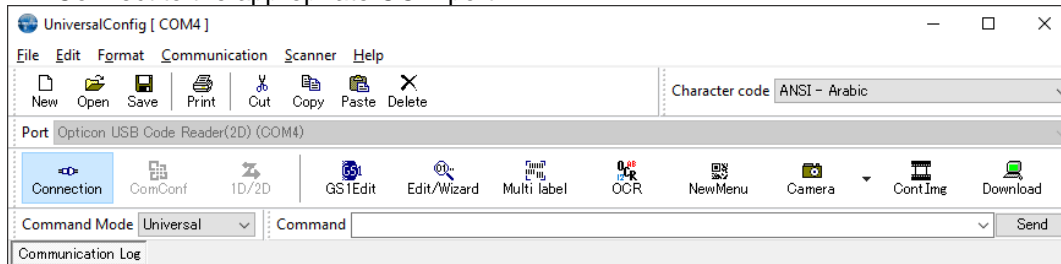 UniversalConfig [ COM4 ]
File Edit Format Communication Scanner Help
New Open Save Print Cut Copy Paste Delete Character code ANSI - Arabic
Port Opticon USB Code Reader(2D) (COM4)
Connection ComConf 1D/2D GS1Edit Edit/Wizard Multi label OCR NewMenu Camera Cont Img Download
Command Mode Universal Command Send
Communication Log